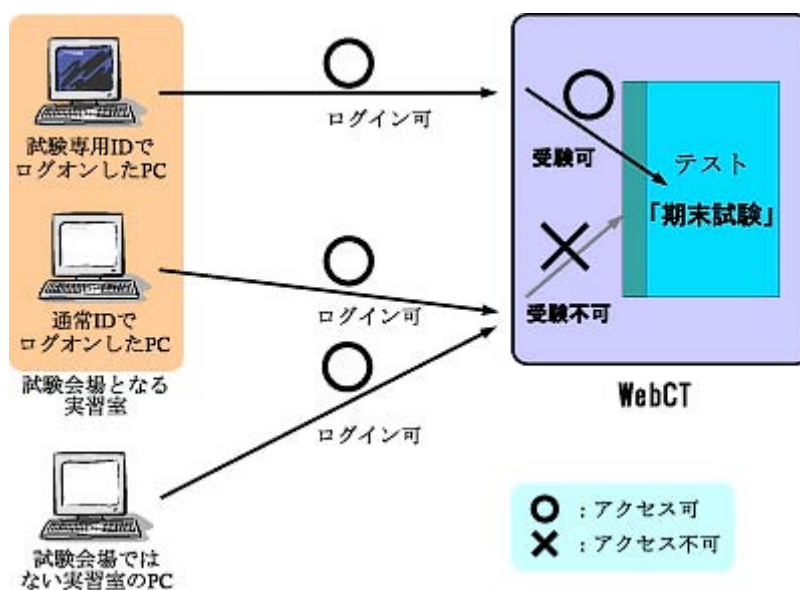 試験専用IDで
ログオンしたPC
ログイン可
受験可
テスト
「期末試験」
通常IDで
ログオンしたPC
ログイン可
受験不可
試験会場となる
実習室
ログイン可
WebCT
試験会場では
ない実習室のPC
○ : アクセス可
× : アクセス不可